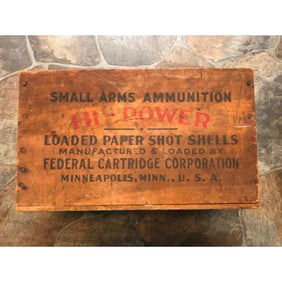 SMALL ARMS AMMUNITION
HI-POWER
LOADED PAPER SHOT SHELLS
MANUFACTURED & LOADED BY
FEDERAL CARTRIDGE CORPORATION
MINNEAPOLIS, MINN., U. S. A.